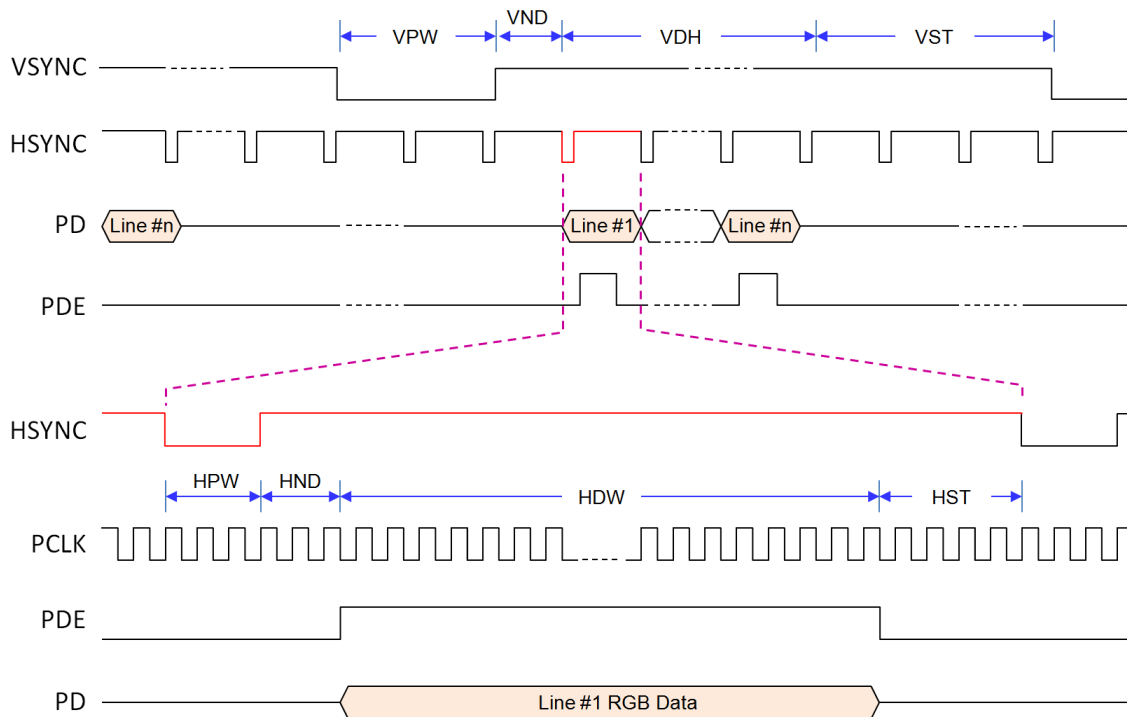 VPW VND VDH VST
VSYNC
HSYNC
PD Line #n Line #1 Line #n
PDE
HSYNC
HPW HND HDW HST
PCLK
PDE
PD Line #1 RGB Data